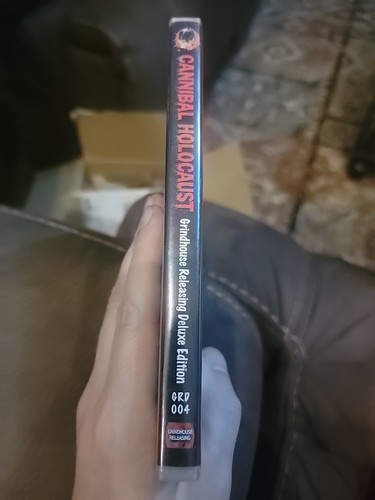 CANNIBAL HOLOCAUST
Grindhouse Releasing Deluxe Edition
GRD
004
GRINDHOUSE
RELEASING